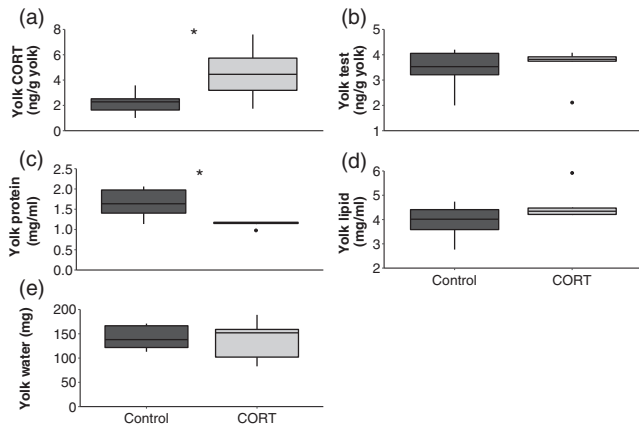 (a)
Yolk CORT
(ng/g yolk)
8
6
4
2
0
*
(b)
Yolk test
(ng/g yolk)
5
4
3
2
1
(c)
Yolk protein
(mg/ml)
2.5
2.0
1.5
1.0
0.5
0.0
*
(d)
Yolk lipid
(mg/ml)
6
5
4
3
2
Control
CORT
(e)
Yolk water (mg)
200
150
100
50
0
Control
CORT